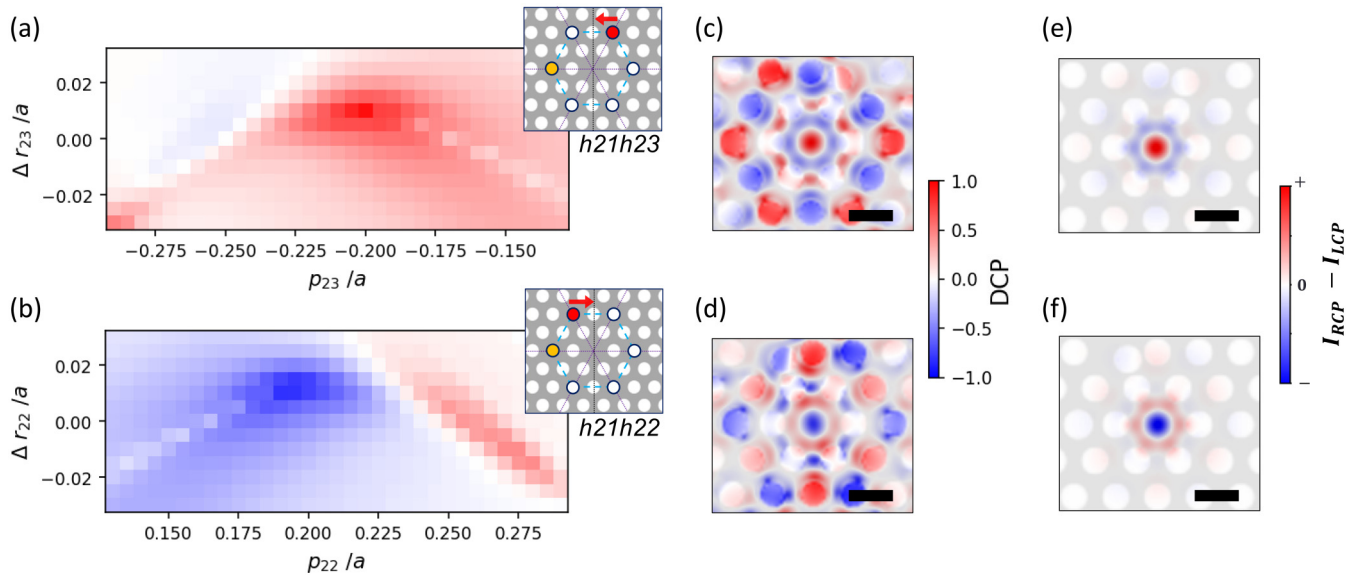 (a)
Δ r23 /a
0.02
0.00
−0.02
−0.275
−0.250
−0.225
−0.200
−0.175
−0.150
p23 /a
h21h23
(b)
Δ r22 /a
0.02
0.00
−0.02
0.150
0.175
0.200
0.225
0.250
0.275
p22 /a
h21h22
(c)
(d)
1.0
0.5
0.0
−0.5
−1.0
DCP
(e)
(f)
+
0
−
IRCP − ILCP